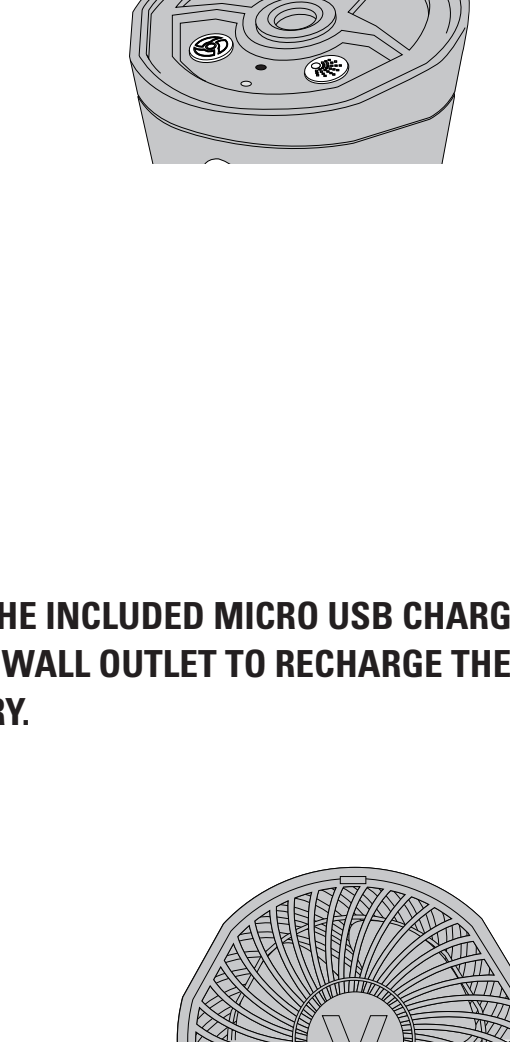 HE INCLUDED MICRO USB CHARG
WALL OUTLET TO RECHARGE THE
RY.
V